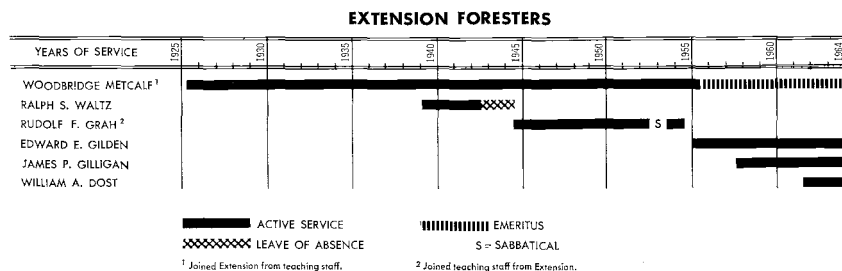 EXTENSION FORESTERS
YEARS OF SERVICE 1925 1930 1935 1940 1945 1950 1955 1960 1964
WOODBRIDGE METCALF¹
RALPH S. WALTZ
RUDOLF F. GRAH² S
EDWARD E. GILDEN
JAMES P. GILLIGAN
WILLIAM A. DOST
ACTIVE SERVICE EMERITUS
LEAVE OF ABSENCE S = SABBATICAL
¹ Joined Extension from teaching staff. ² Joined teaching staff from Extension.